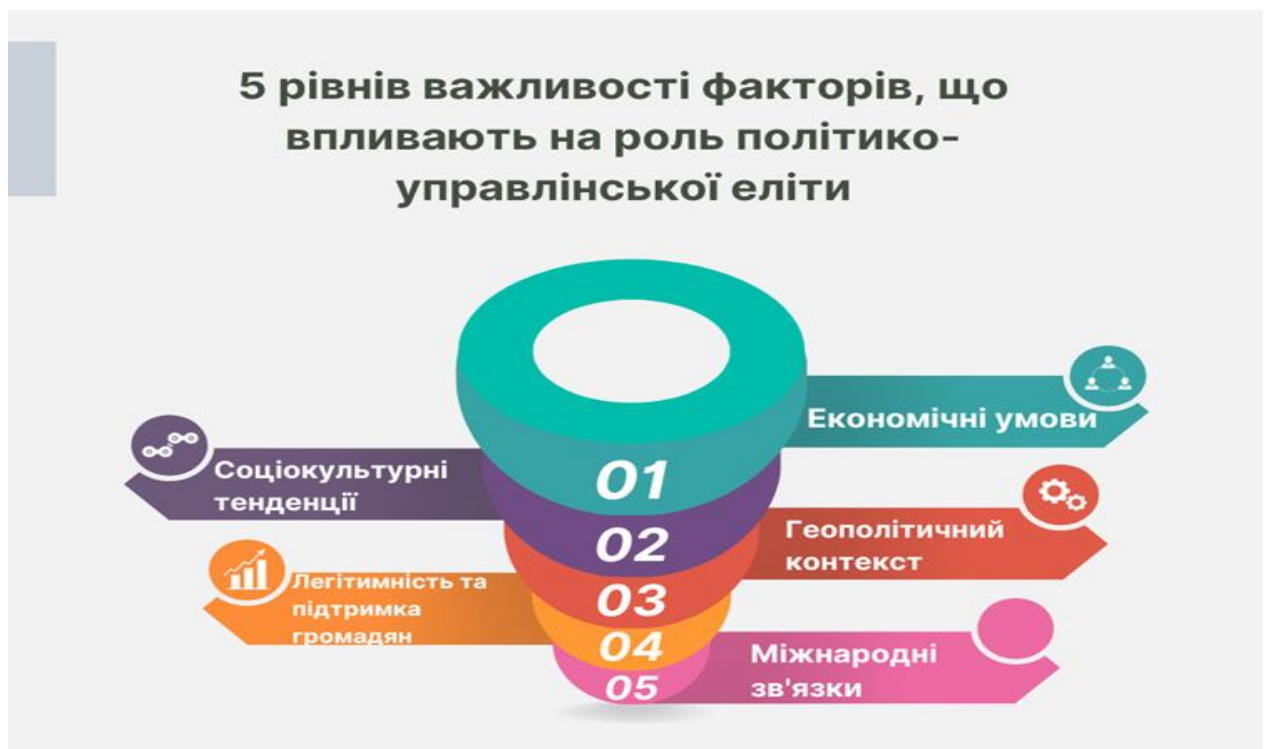 5 рівнів важливості факторів, що
впливають на роль політико-
управлінської еліти
01
Економічні умови
02
Соціокультурні
тенденції
03
Геополітичний
контекст
04
Легітимність та
підтримка
громадян
05
Міжнародні
зв'язки